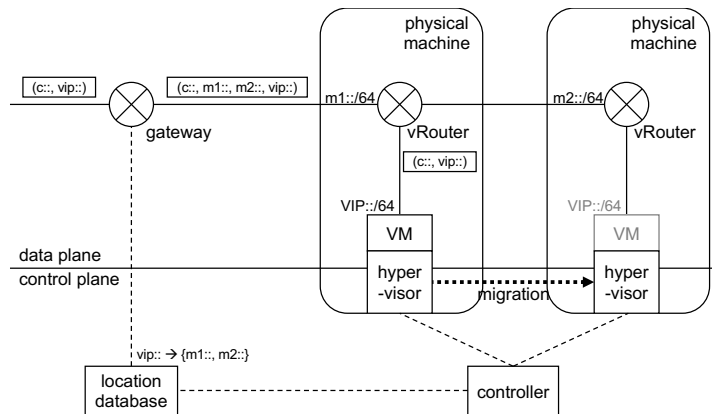 physical
machine
physical
machine
(c::, vip::)
(c::, m1::, m2::, vip::)
m1::/64
m2::/64
gateway
vRouter
vRouter
(c::, vip::)
VIP::/64
VIP::/64
VM
VM
data plane
control plane
hyper
-visor
migration
hyper
-visor
vip:: → {m1::, m2::}
location
database
controller